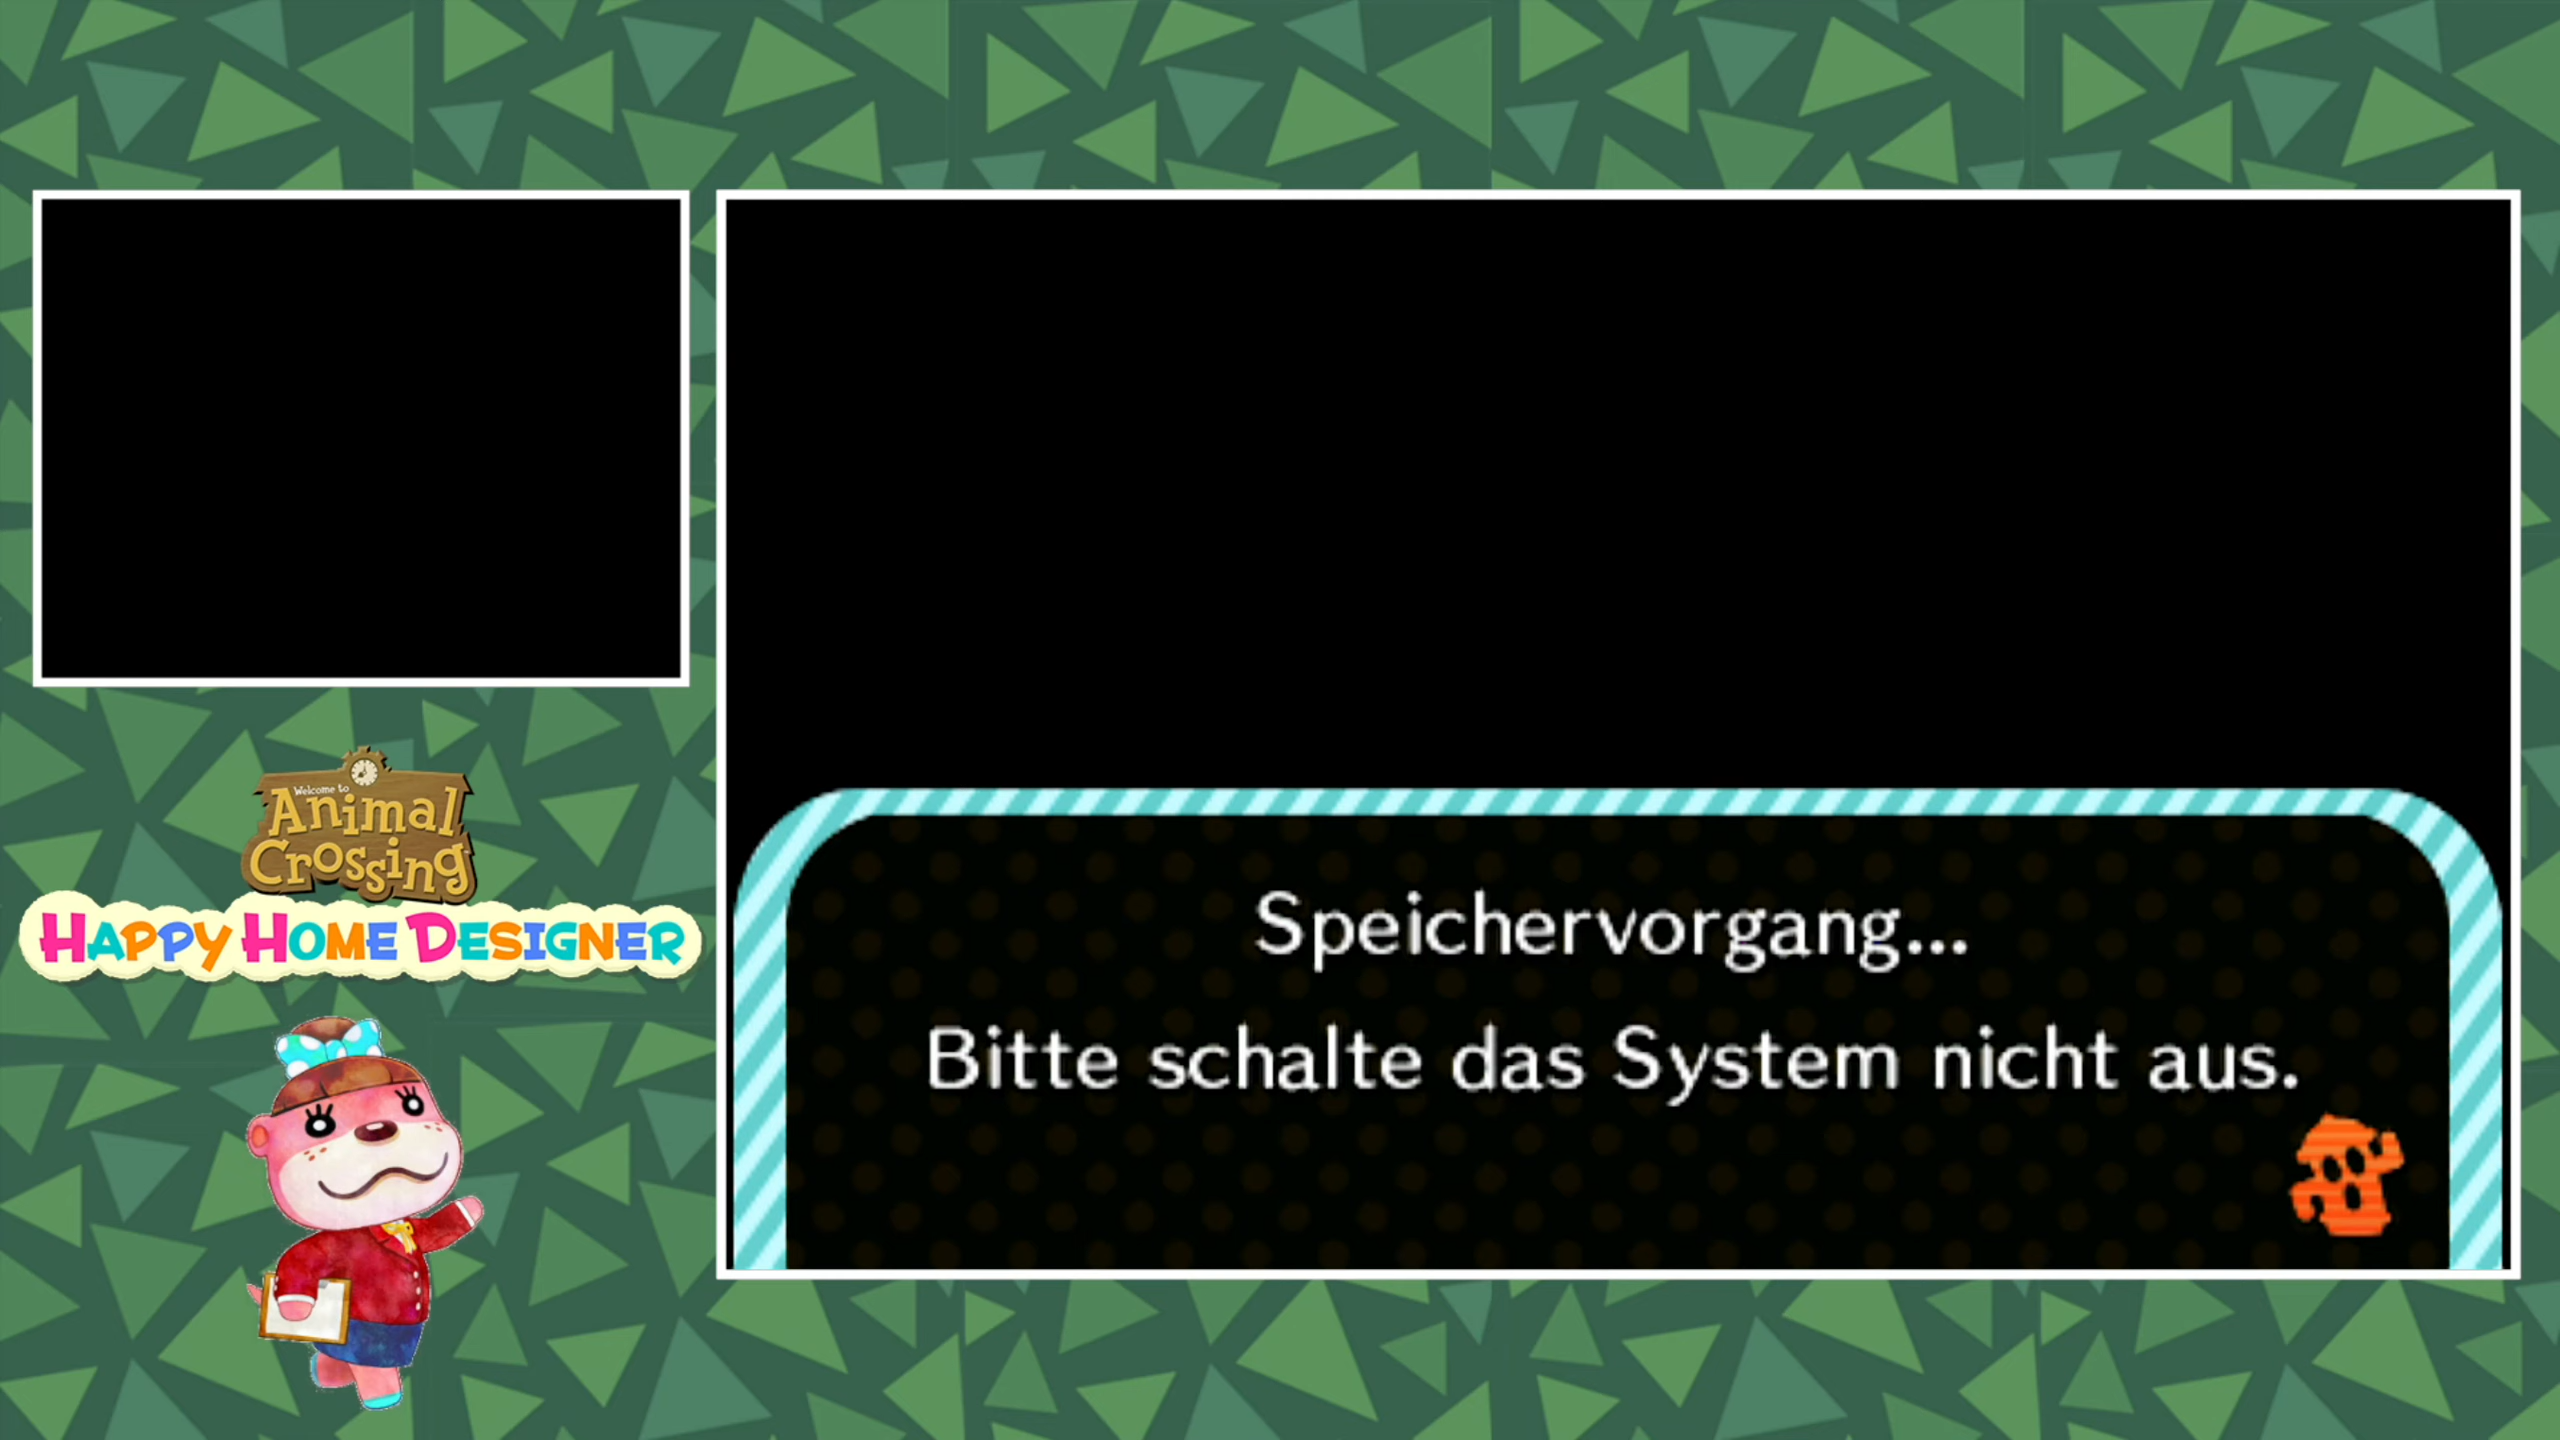 Welcome to
Animal
Crossing
HAPPY HOME DESIGNER
Speichervorgang...
Bitte schalte das System nicht aus.